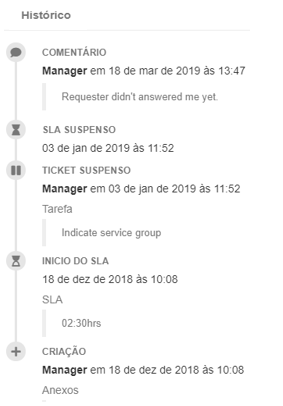 Histórico
COMENTÁRIO
Manager em 18 de mar de 2019 às 13:47
Requester didn't answered me yet.
SLA SUSPENSO
03 de jan de 2019 às 11:52
TICKET SUSPENSO
Manager em 03 de jan de 2019 às 11:52
Tarefa
Indicate service group
INICIO DO SLA
18 de dez de 2018 às 10:08
SLA
02:30hrs
CRIAÇÃO
Manager em 18 de dez de 2018 às 10:08
Anexos